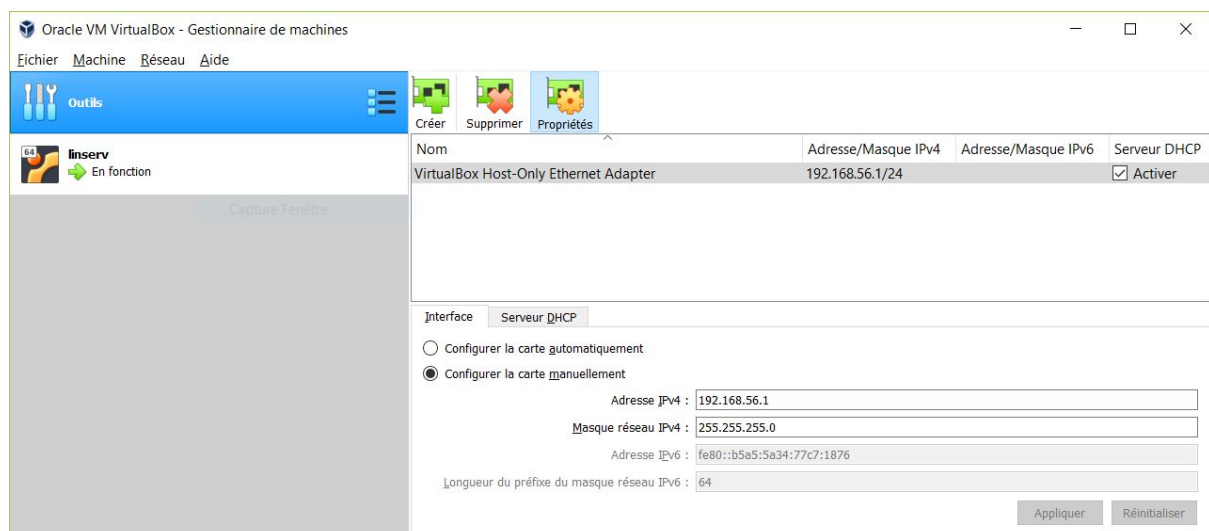 Oracle VM VirtualBox - Gestionnaire de machines
Fichier Machine Réseau Aide
Outils
64 linserv
En fonction
Capture Fenêtre
Créer Supprimer Propriétés
Nom Adresse/Masque IPv4 Adresse/Masque IPv6 Serveur DHCP
VirtualBox Host-Only Ethernet Adapter 192.168.56.1/24 Activer
Interface Serveur DHCP
Configurer la carte automatiquement
Configurer la carte manuellement
Adresse IPv4 : 192.168.56.1
Masque réseau IPv4 : 255.255.255.0
Adresse IPv6 : fe80::b5a5:5a34:77c7:1876
Longueur du préfixe du masque réseau IPv6 : 64
Appliquer Réinitialiser